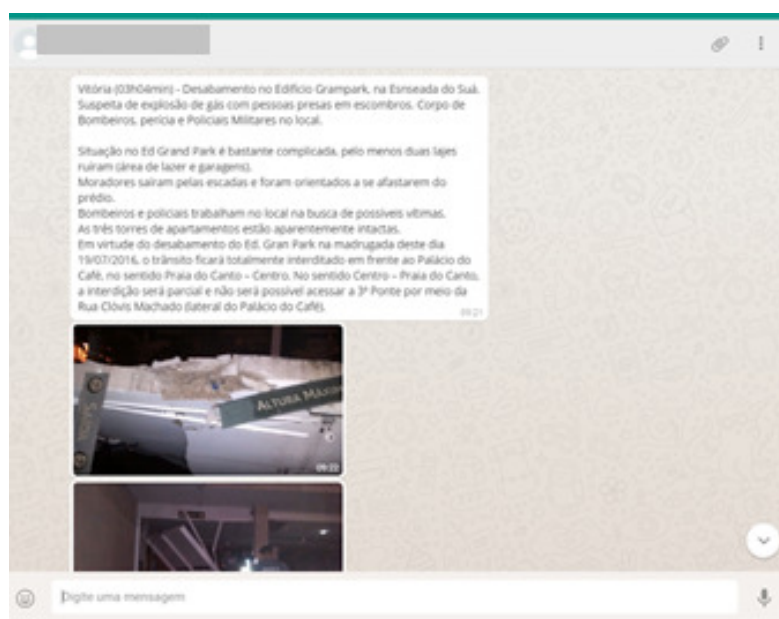 Vitória (03h04min) - Desabamento no Edifício Grampark, na Esnseada do Suá.
Suspeita de explosão de gás com pessoas presas em escombros. Corpo de
Bombeiros, perícia e Policiais Militares no local.
Situação no Ed Grand Park é bastante complicada, pelo menos duas lajes
ruíram (área de lazer e garagens).
Moradores saíram pelas escadas e foram orientados a se afastarem do
prédio.
Bombeiros e policiais trabalham no local na busca de possíveis vítimas.
As três torres de apartamentos estão aparentemente intactas.
Em virtude do desabamento do Ed. Gran Park na madrugada deste dia
19/07/2016, o trânsito ficará totalmente interditado em frente ao Palácio do
Café, no sentido Praia do Canto – Centro. No sentido Centro – Praia do Canto,
a interdição será parcial e não será possível acessar a 3ª Ponte por meio da
Rua Clóvis Machado (lateral do Palácio do Café).
09:21
ALTURA MÁXIM
09:22
Digite uma mensagem